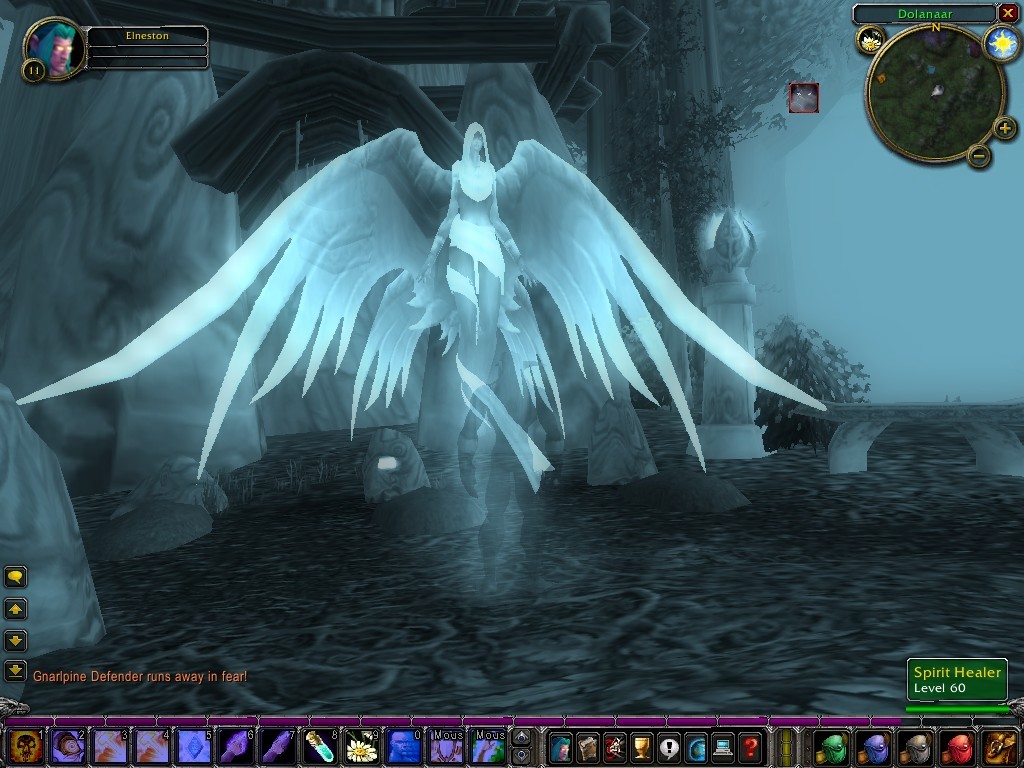 Elneston
11
Dolanaar
N
Gnarlpine Defender runs away in fear!
Spirit Healer
Level 60
2 3 4 5 6 7 8 9 0 Mous Mous